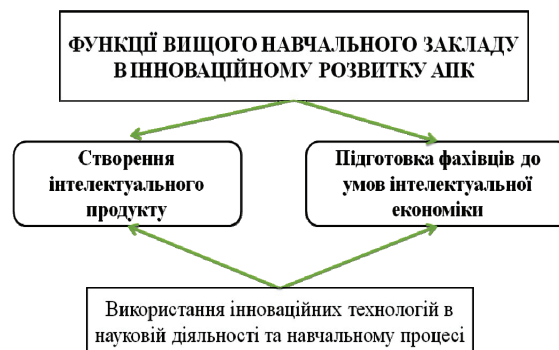 ФУНКЦІЇ ВИЩОГО НАВЧАЛЬНОГО ЗАКЛАДУ
В ІННОВАЦІЙНОМУ РОЗВИТКУ АПК
Створення
інтелектуального
продукту
Підготовка фахівців до
умов інтелектуальної
економіки
Використання інноваційних технологій в
науковій діяльності та навчальному процесі